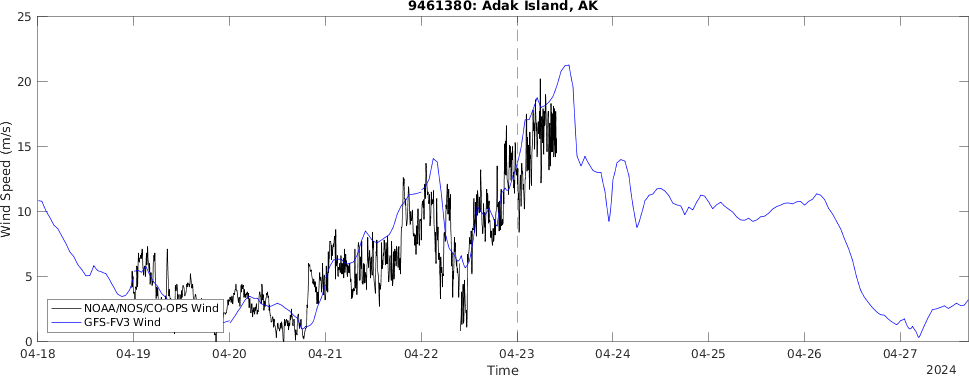 9461380: Adak Island, AK
25
20
15
10
5
0
Wind Speed (m/s)
NOAA/NOS/CO-OPS Wind
GFS-FV3 Wind
04-18 04-19 04-20 04-21 04-22 04-23 04-24 04-25 04-26 04-27
Time
2024